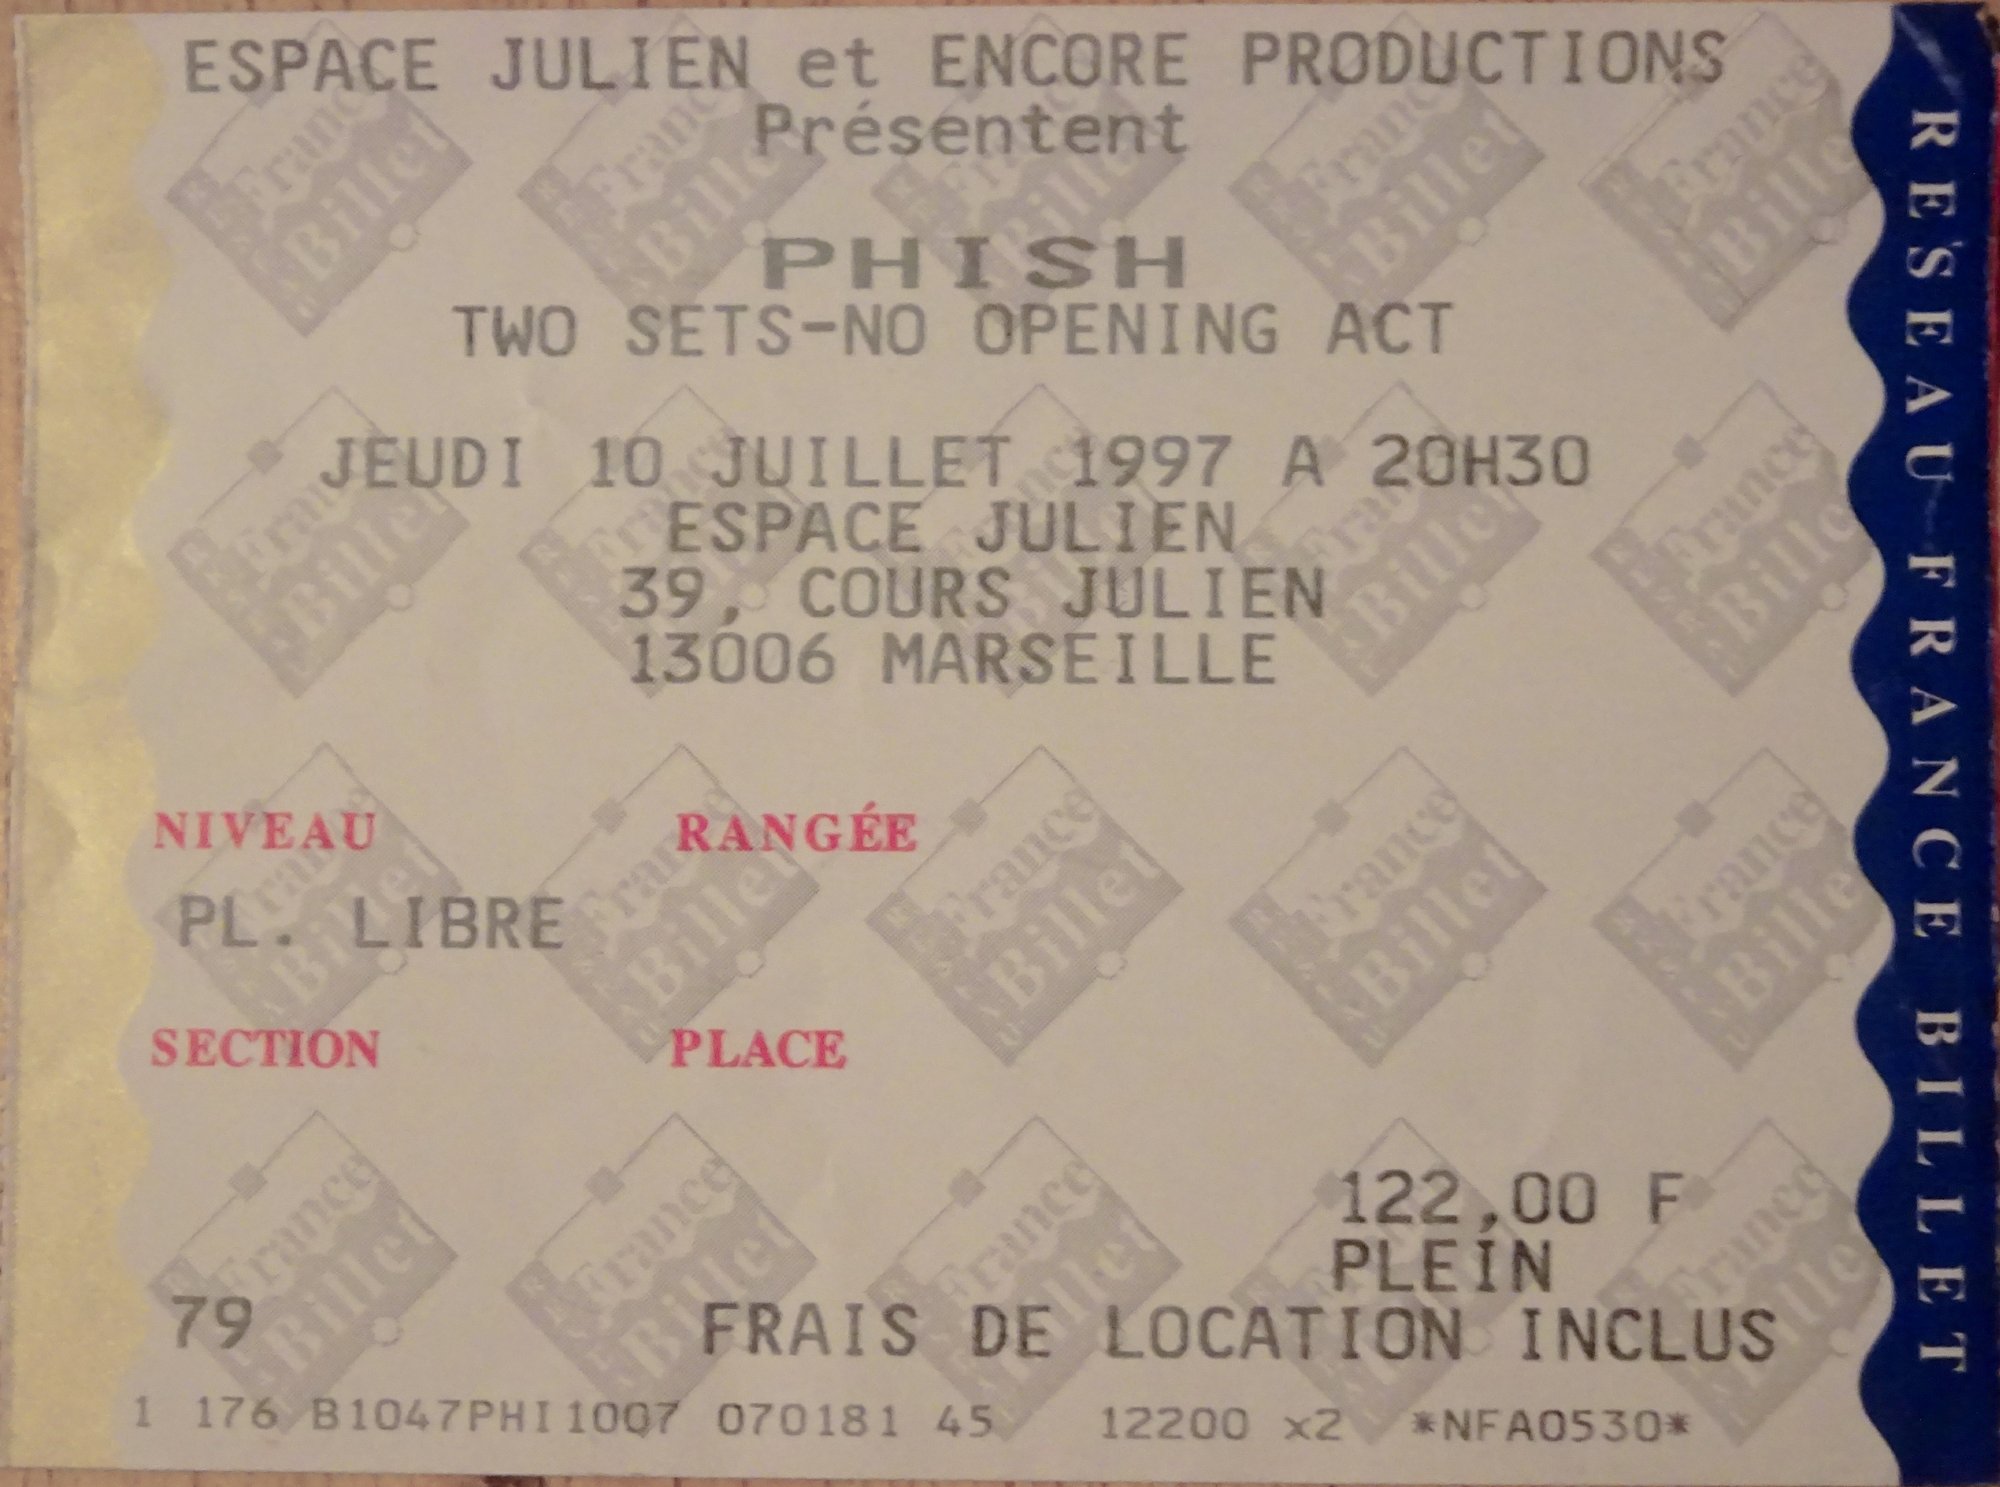 ESPACE JULIEN et ENCORE PRODUCTIONS
Présentent
PHISH
TWO SETS-NO OPENING ACT
JEUDI 10 JUILLET 1997 A 20H30
ESPACE JULIEN
39, COURS JULIEN
13006 MARSEILLE
NIVEAU RANGÉE
PL. LIBRE
SECTION PLACE
122,00 F
PLEIN
79 FRAIS DE LOCATION INCLUS
1 176 B1047PHI1007 070181 45 12200 x2 *NFA0530*
RESEAU FRANCE BILLET
France
Billet